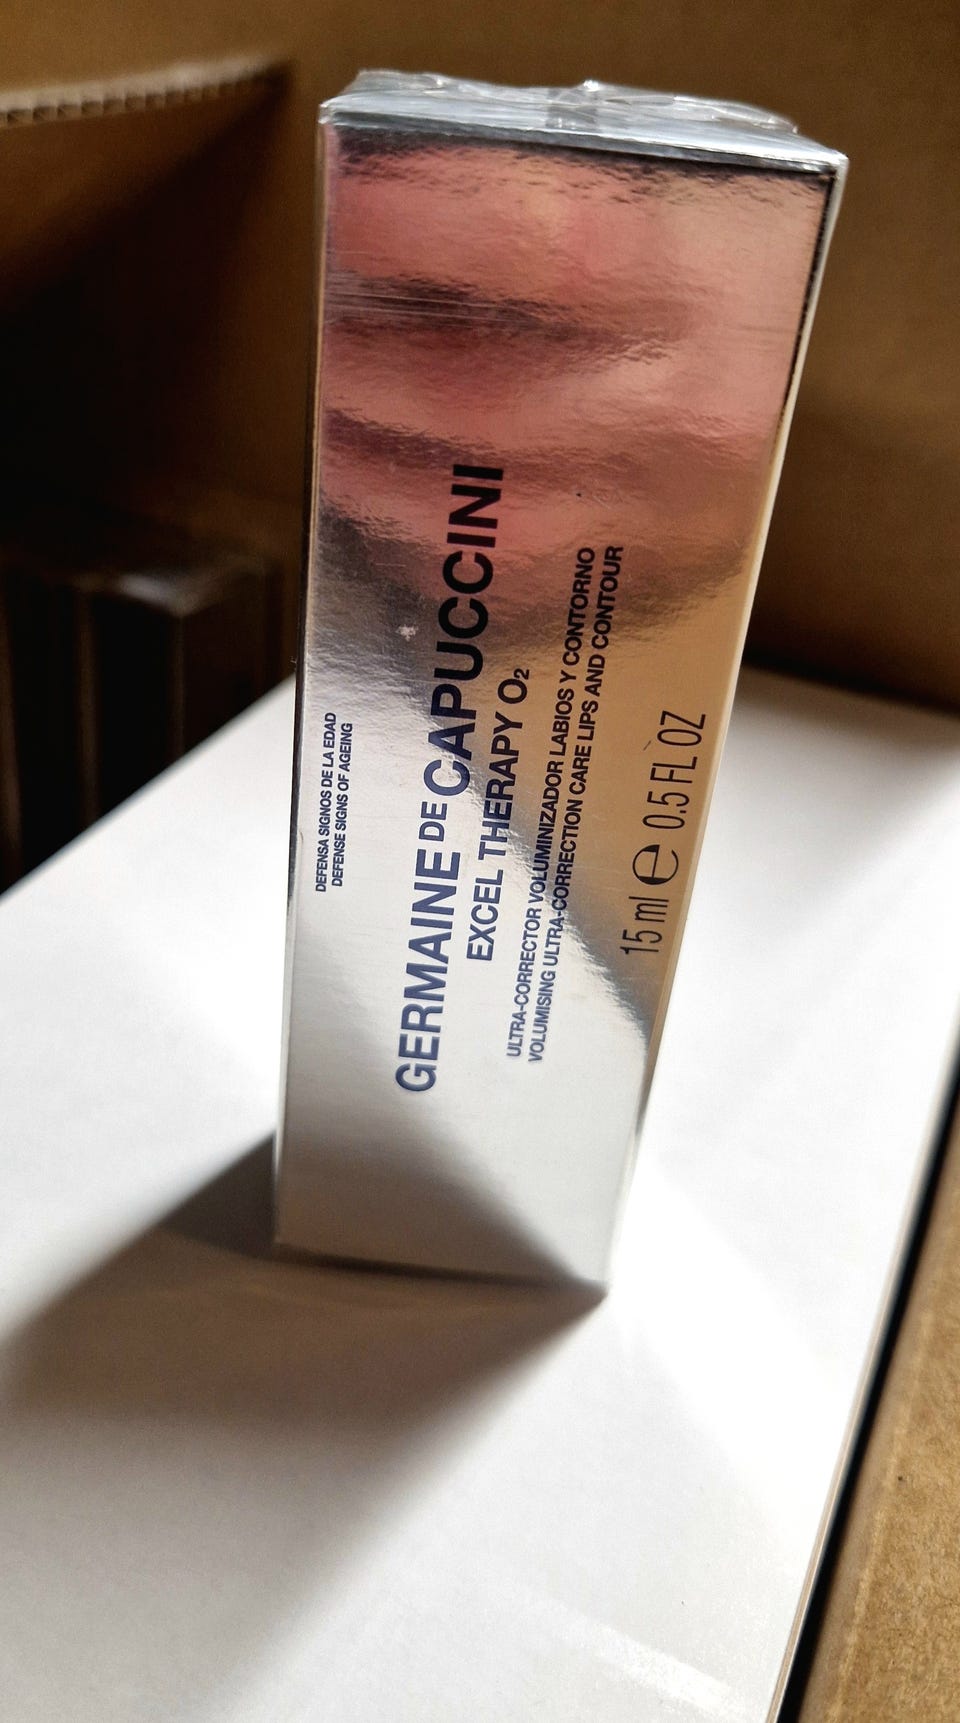 DEFENSA SIGNOS DE LA EDAD
DEFENSE SIGNS OF AGEING
GERMAINE DE CAPUCCINI
EXCEL THERAPY O₂
ULTRA-CORRECTOR VOLUMINIZADOR LABIOS Y CONTORNO
VOLUMISING ULTRA-CORRECTION CARE LIPS AND CONTOUR
15 ml ℮ 0.5 FL OZ